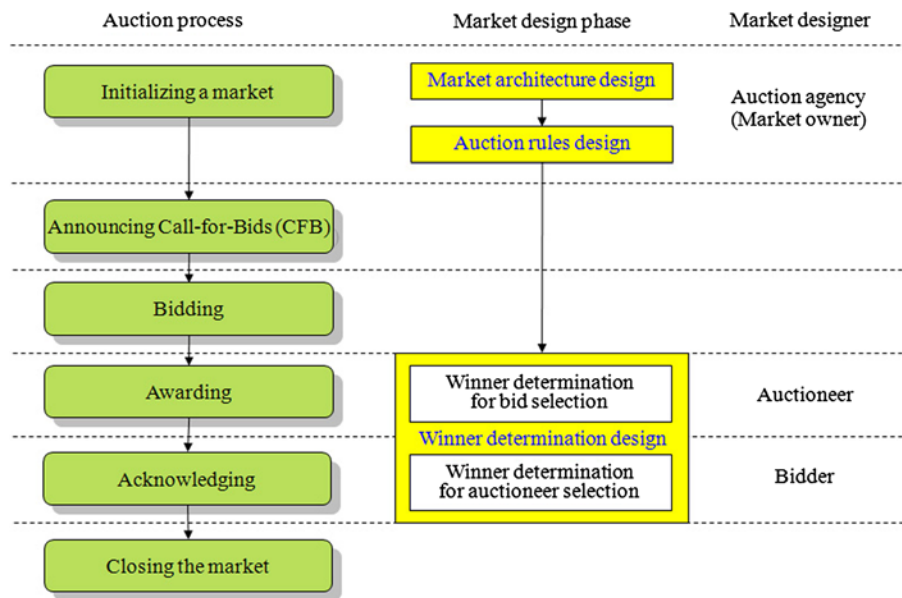 Auction process
Market design phase
Market designer
Initializing a market
Market architecture design
Auction rules design
Auction agency
(Market owner)
Announcing Call-for-Bids (CFB)
Bidding
Awarding
Winner determination
for bid selection
Auctioneer
Winner determination design
Acknowledging
Winner determination
for auctioneer selection
Bidder
Closing the market